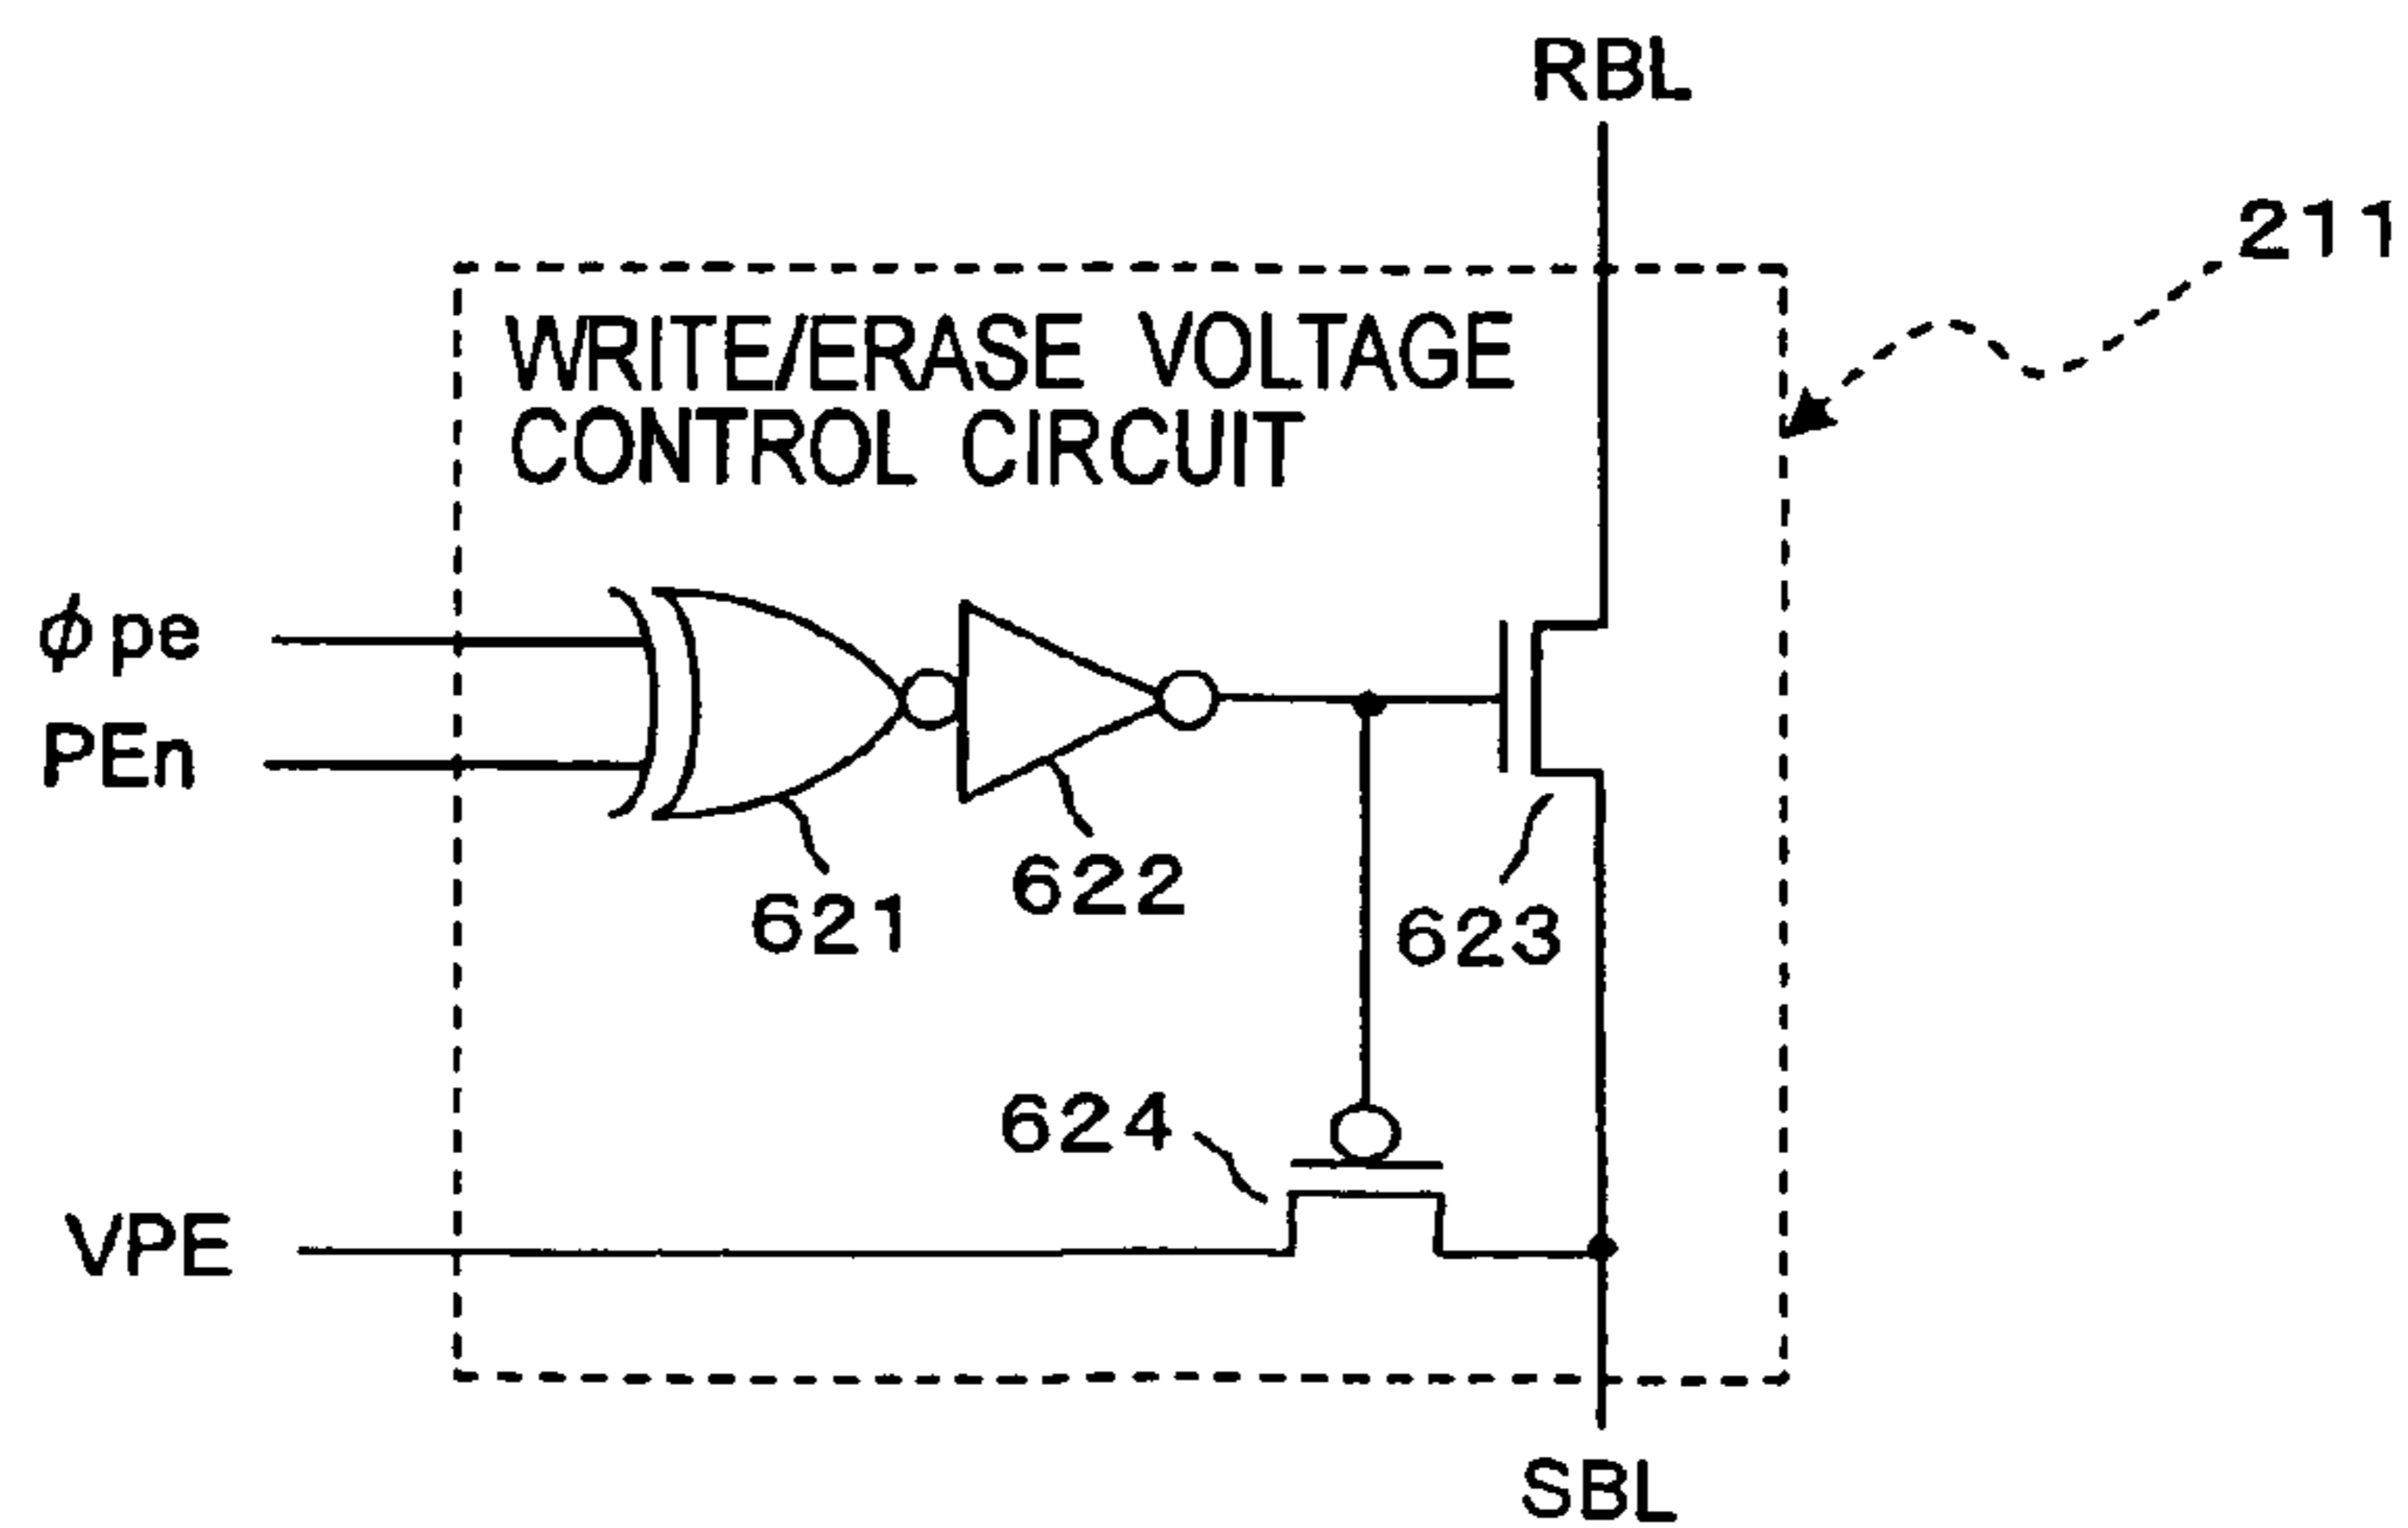 RBL
211
WRITE/ERASE VOLTAGE
CONTROL CIRCUIT
ϕpe
PEn
622
621
623
624
VPE
SBL